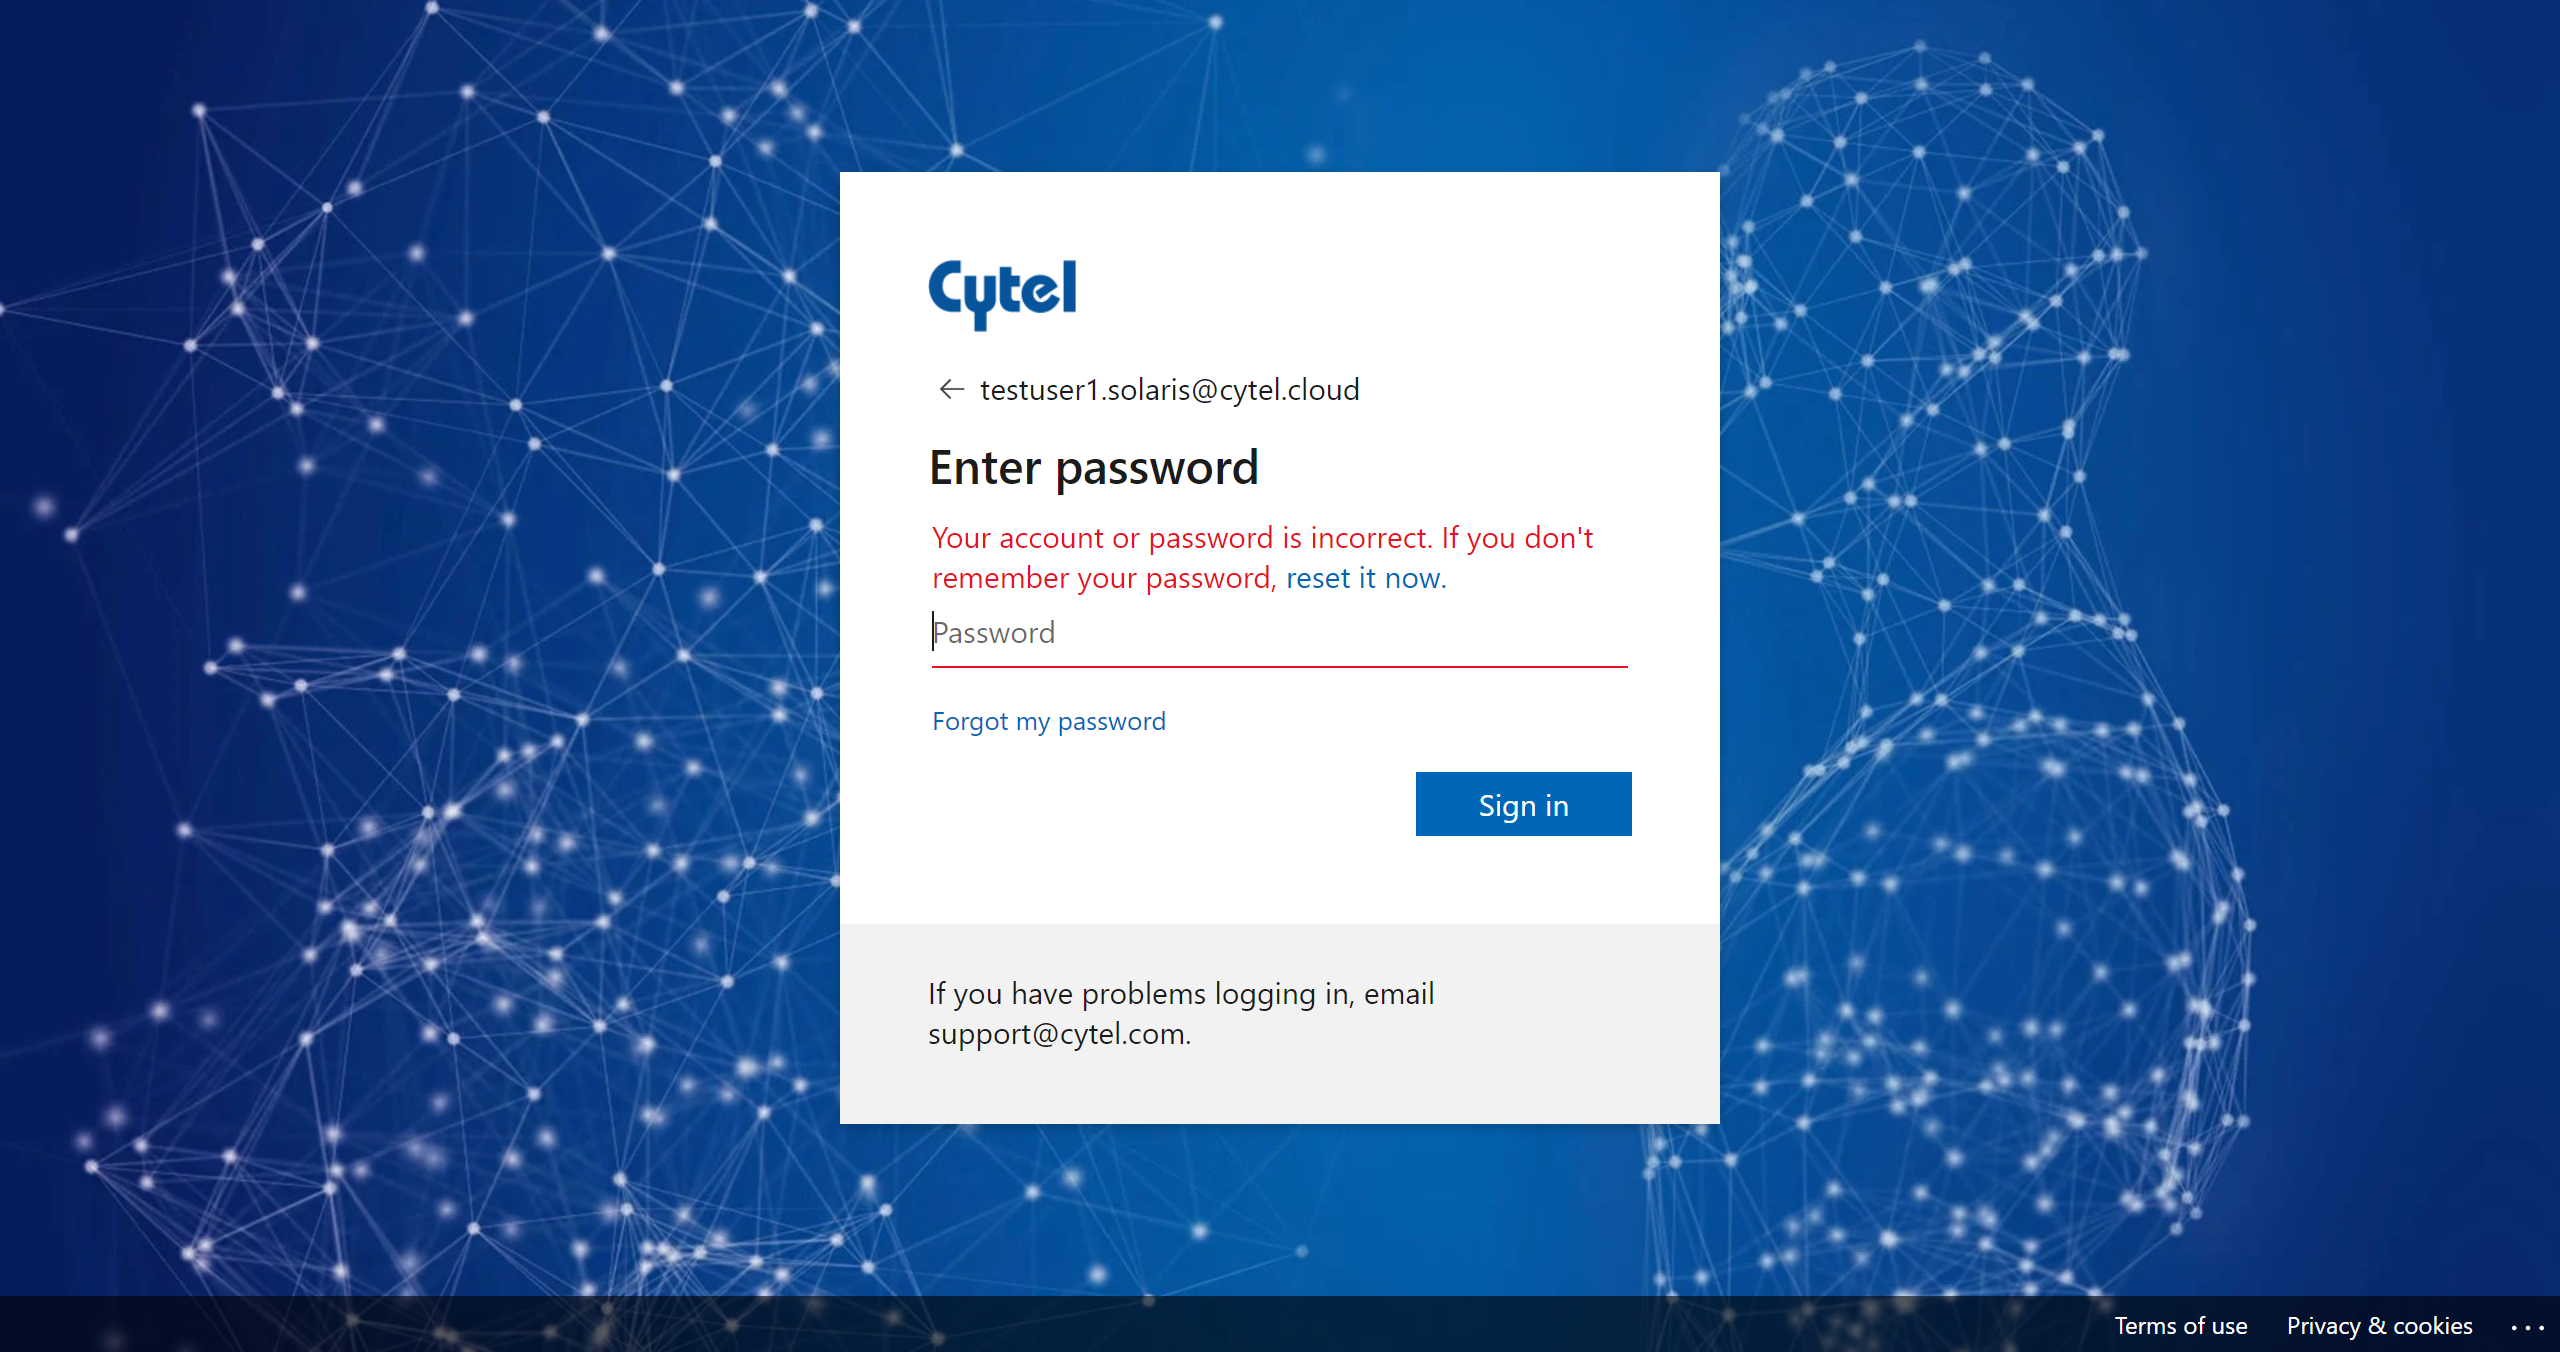 Cytel
testuser1.solaris@cytel.cloud
Enter password
Your account or password is incorrect. If you don't
remember your password, reset it now.
Password
Forgot my password
Sign in
If you have problems logging in, email
support@cytel.com.
Terms of use
Privacy & cookies
...